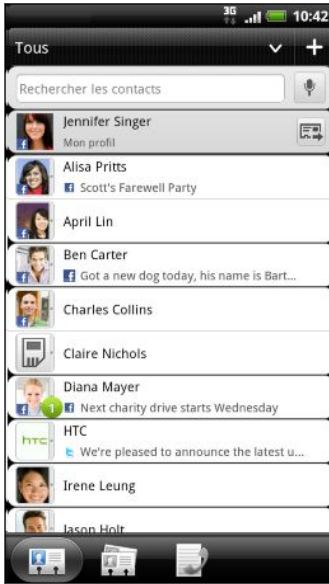 3G 10:42
Tous
Rechercher les contacts
Jennifer Singer
Mon profil
Alisa Pritts
Scott's Farewell Party
April Lin
Ben Carter
Got a new dog today, his name is Bart...
Charles Collins
Claire Nichols
Diana Mayer
1 Next charity drive starts Wednesday
HTC
hTC We're pleased to announce the latest u...
Irene Leung
Jason Holt